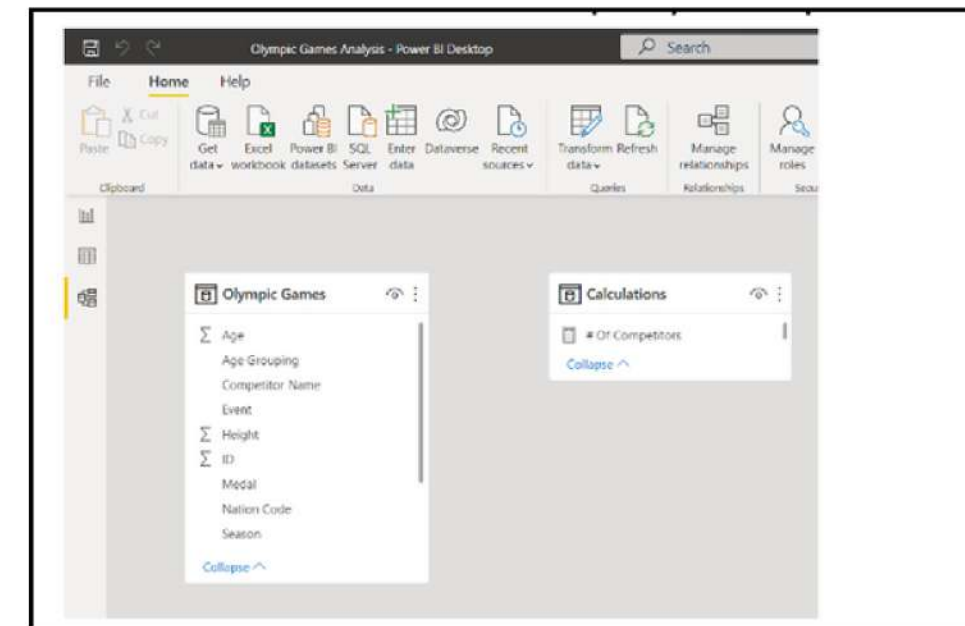 Olympic Games Analysis - Power BI Desktop
Search
File Home Help
Paste
Cut
Copy
Get data
Excel workbook
Power BI datasets
SQL Server
Enter data
Dataverse
Recent sources
Transform data
Refresh
Manage relationships
Manage roles
Clipboard
Data
Queries
Relationships
Secu
Olympic Games
Σ Age
Age Grouping
Competitor Name
Event
Σ Height
Σ ID
Medal
Nation Code
Season
Collapse
Calculations
# Of Competitors
Collapse